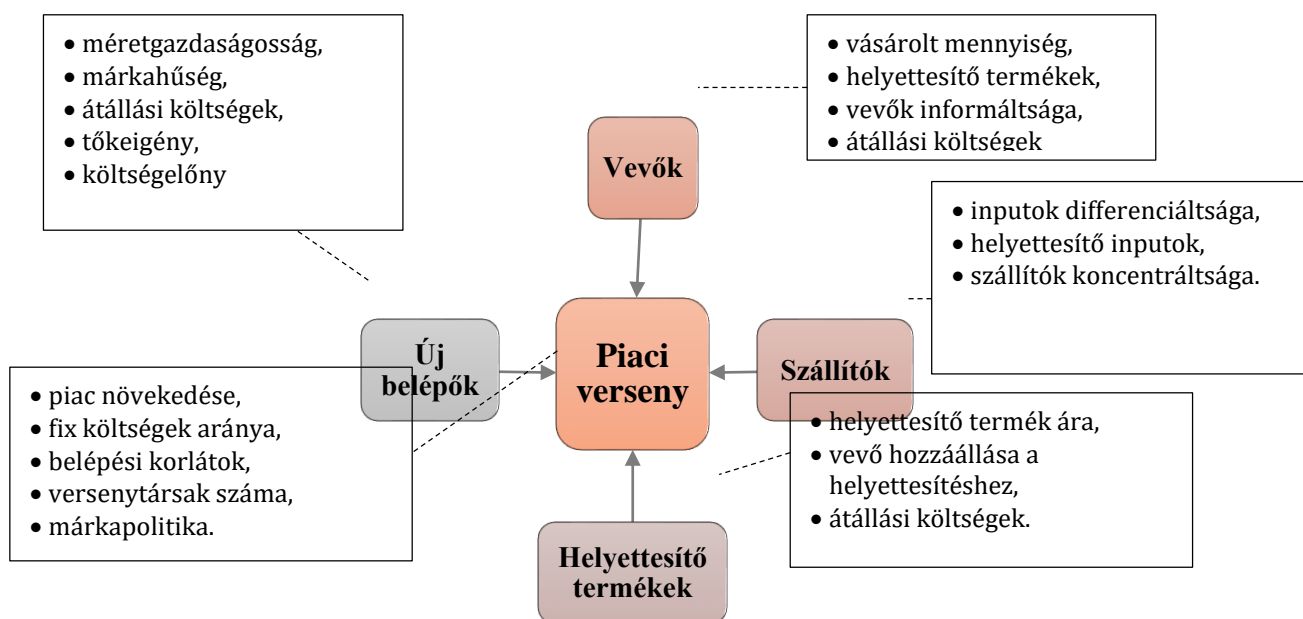 • méretgazdaságosság,
• márkahűség,
• átállási költségek,
• tőkeigény,
• költségelőny
• vásárolt mennyiség,
• helyettesítő termékek,
• vevők informáltsága,
• átállási költségek
Vevők
• inputok differenciáltsága,
• helyettesítő inputok,
• szállítók koncentráltsága.
Új
belépők
Piaci
verseny
Szállítók
• piac növekedése,
• fix költségek aránya,
• belépési korlátok,
• versenytársak száma,
• márkapolitika.
• helyettesítő termék ára,
• vevő hozzáállása a
helyettesítéshez,
• átállási költségek.
Helyettesítő
termékek